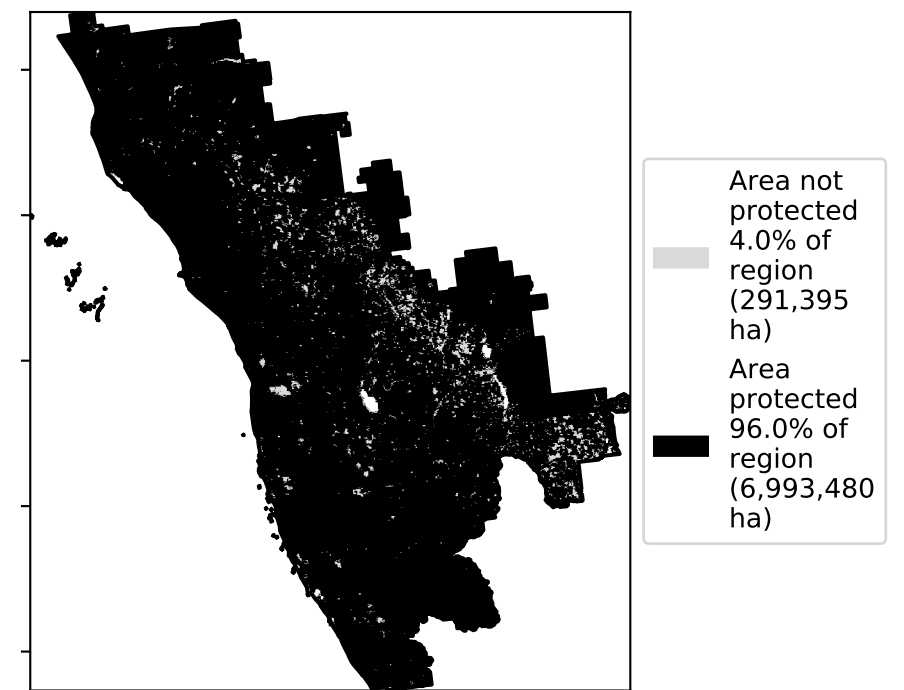 Area not
protected
4.0% of
region
(291,395
ha)
Area
protected
96.0% of
region
(6,993,480
ha)